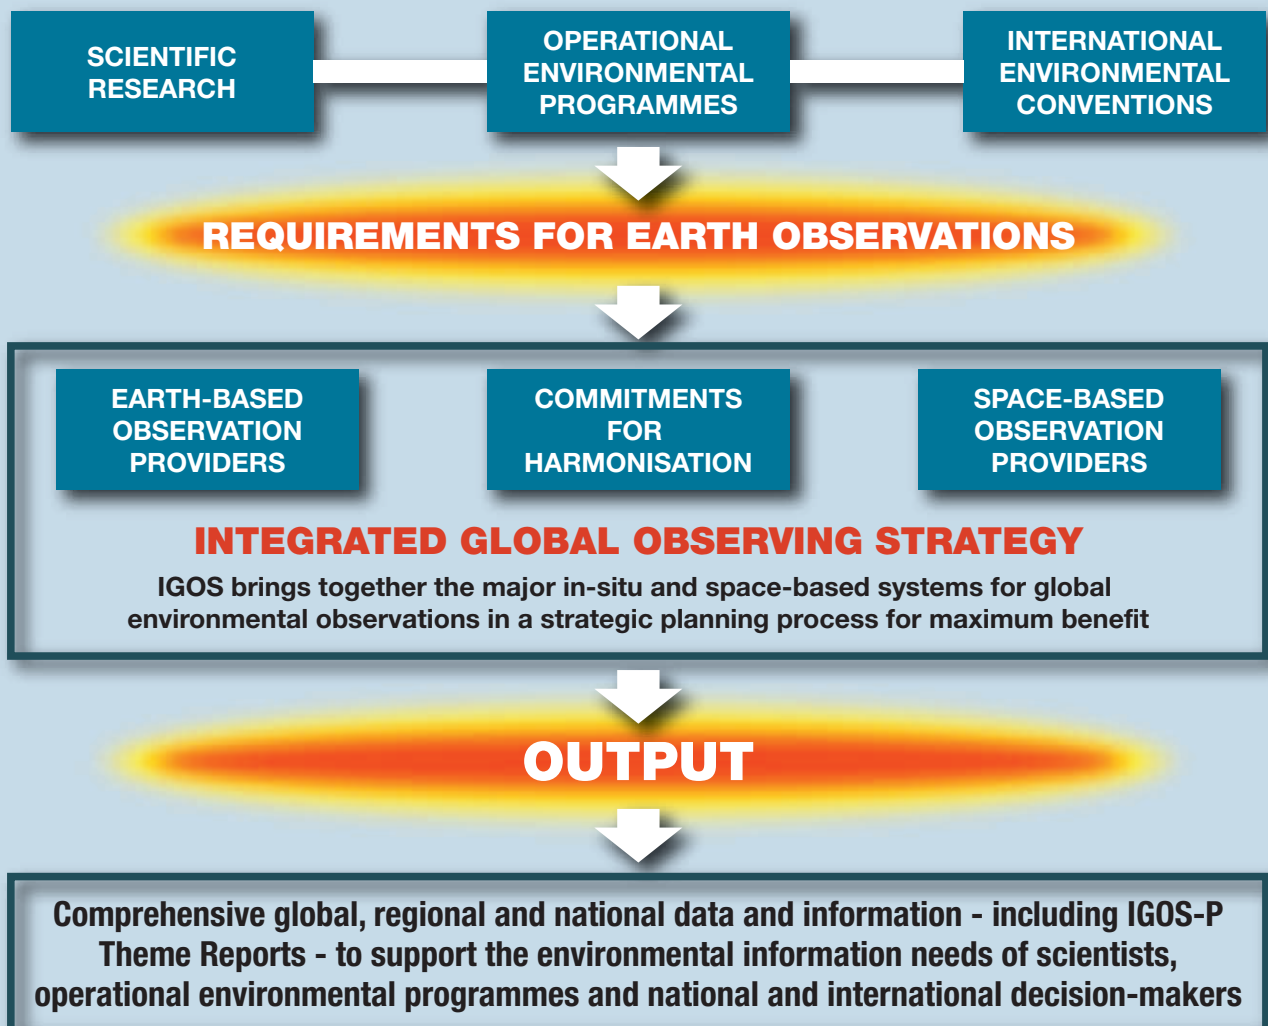 SCIENTIFIC
RESEARCH
OPERATIONAL
ENVIRONMENTAL
PROGRAMMES
INTERNATIONAL
ENVIRONMENTAL
CONVENTIONS
REQUIREMENTS FOR EARTH OBSERVATIONS
EARTH-BASED
OBSERVATION
PROVIDERS
COMMITMENTS
FOR
HARMONISATION
SPACE-BASED
OBSERVATION
PROVIDERS
INTEGRATED GLOBAL OBSERVING STRATEGY
IGOS brings together the major in-situ and space-based systems for global
environmental observations in a strategic planning process for maximum benefit
OUTPUT
Comprehensive global, regional and national data and information - including IGOS-P
Theme Reports - to support the environmental information needs of scientists,
operational environmental programmes and national and international decision-makers